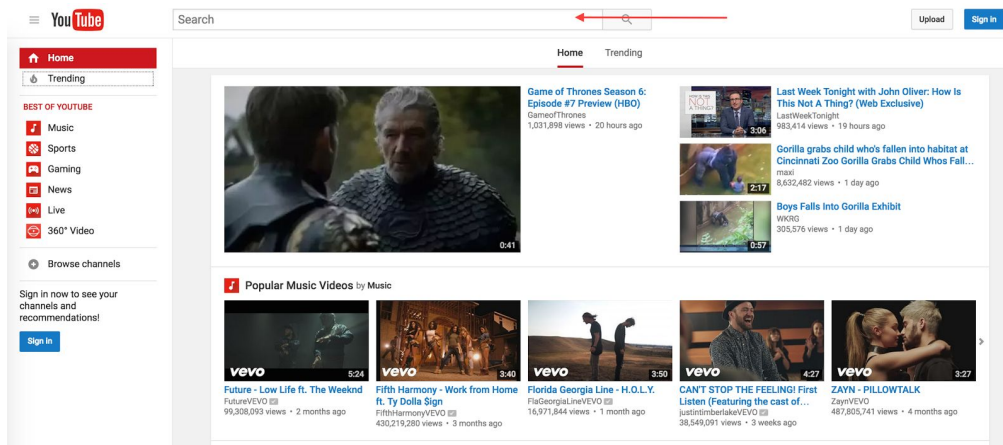 YouTube
Search
Upload
Sign in
Home
Trending
BEST OF YOUTUBE
Music
Sports
Gaming
News
Live
360° Video
Browse channels
Sign in now to see your
channels and
recommendations!
Sign in
Home Trending
0:41
Game of Thrones Season 6:
Episode #7 Preview (HBO)
GameofThrones
1,031,898 views • 20 hours ago
HOW IS THIS
NOT
A THING?
3:06
Last Week Tonight with John Oliver: How Is
This Not A Thing? (Web Exclusive)
LastWeekTonight
983,414 views • 19 hours ago
2:17
Gorilla grabs child who's fallen into habitat at
Cincinnati Zoo Gorilla Grabs Child Whos Fall...
maxi
8,632,482 views • 1 day ago
0:57
Boys Falls Into Gorilla Exhibit
WKRG
305,576 views • 1 day ago
Popular Music Videos by Music
vevo 5:24
Future - Low Life ft. The Weeknd
FutureVEVO
99,308,093 views • 2 months ago
vevo 3:40
Fifth Harmony - Work from Home
ft. Ty Dolla $ign
FifthHarmonyVEVO
430,219,280 views • 3 months ago
vevo 3:50
Florida Georgia Line - H.O.L.Y.
FlaGeorgiaLineVEVO
16,971,844 views • 1 month ago
vevo 4:27
CAN'T STOP THE FEELING! First
Listen (Featuring the cast of...
justintimberlakeVEVO
38,549,091 views • 3 weeks ago
vevo 3:27
ZAYN - PILLOWTALK
ZaynVEVO
487,805,741 views • 4 months ago